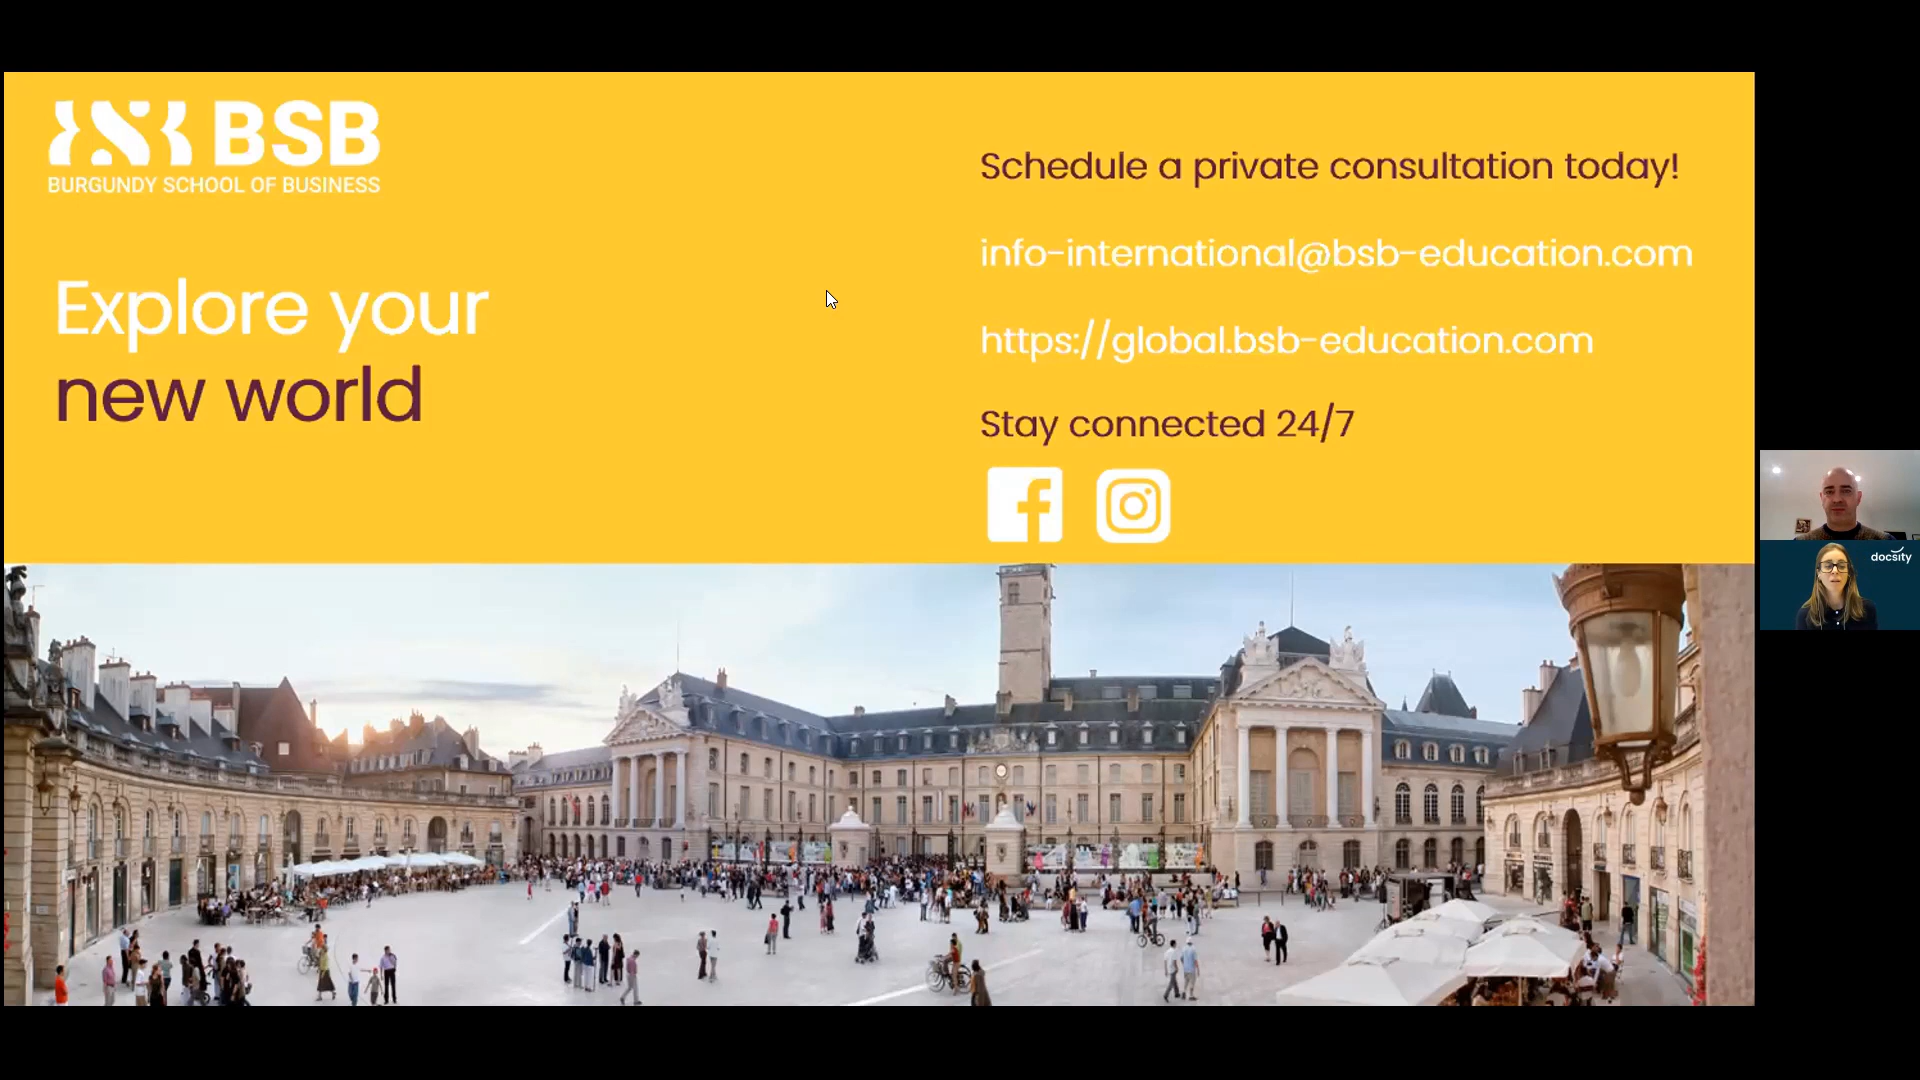 BSB
BURGUNDY SCHOOL OF BUSINESS
Explore your
new world
Schedule a private consultation today!
info-international@bsb-education.com
https://global.bsb-education.com
Stay connected 24/7
docsity